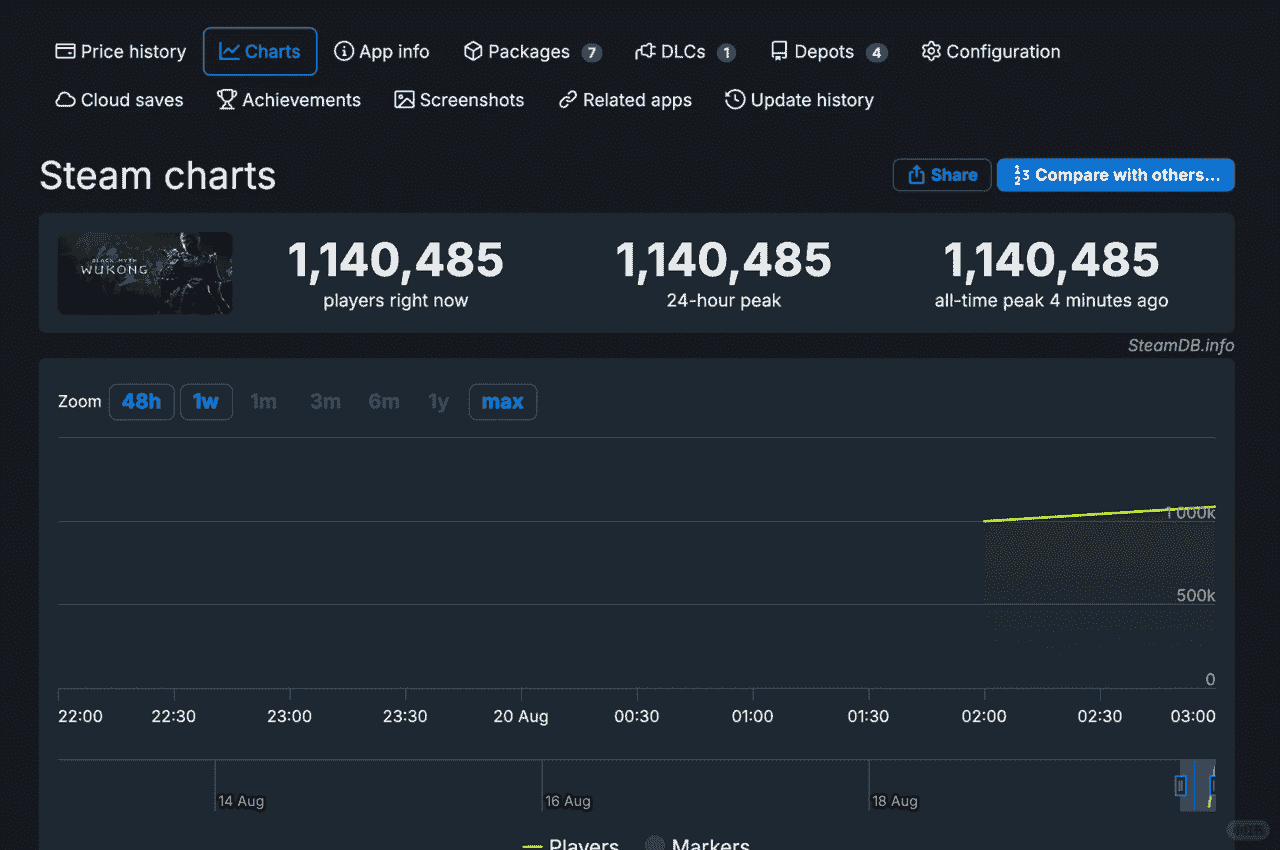 Price history Charts App info Packages 7 DLCs 1 Depots 4 Configuration
Cloud saves Achievements Screenshots Related apps Update history
Steam charts
Share
Compare with others...
BLACK MYTH
WUKONG
1,140,485
players right now
1,140,485
24-hour peak
1,140,485
all-time peak 4 minutes ago
SteamDB.info
Zoom 48h 1w 1m 3m 6m 1y max
1 000k
500k
0
22:00 22:30 23:00 23:30 20 Aug 00:30 01:00 01:30 02:00 02:30 03:00
14 Aug 16 Aug 18 Aug
Players Markers